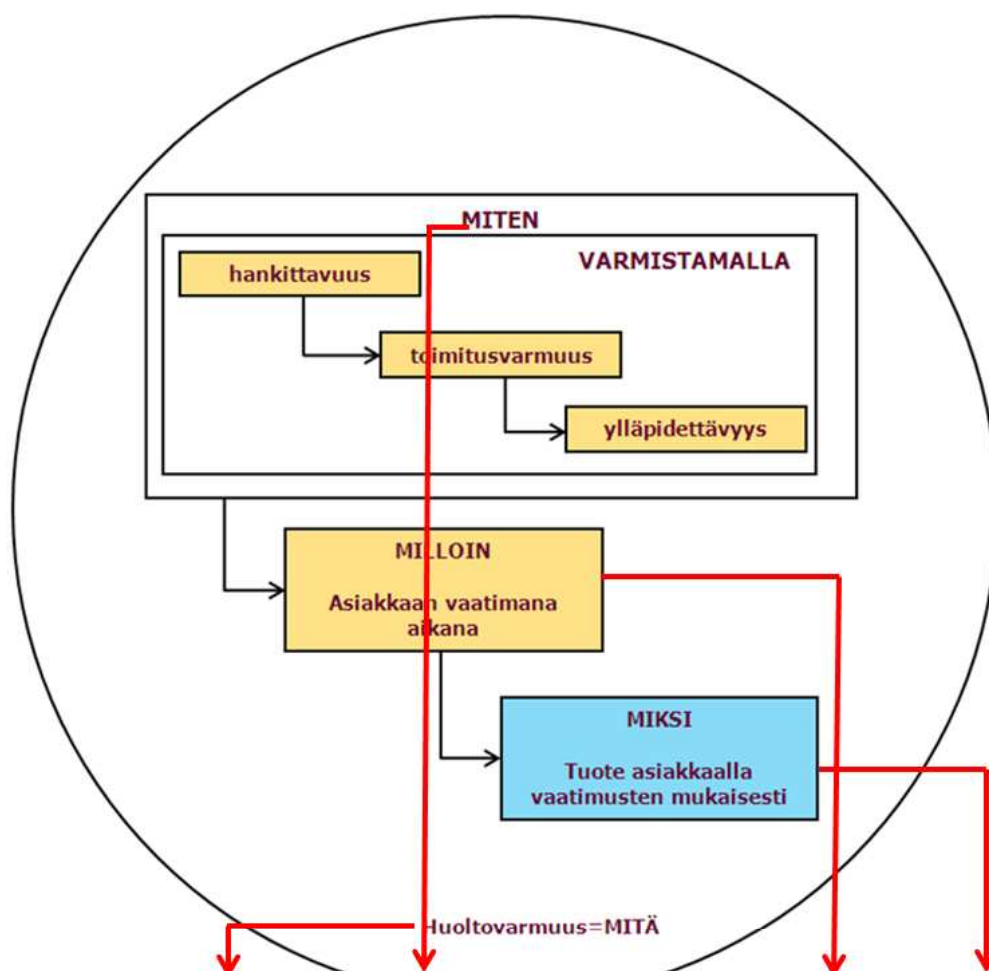 MITEN
VARMISTAMALLA
hankittavuus
toimitusvarmuus
ylläpidettävyys
MILLOIN
Asiakkaan vaatimana
aikana
MIKSI
Tuote asiakkaalla
vaatimusten mukaisesti
Huoltovarmuus=MITÄ